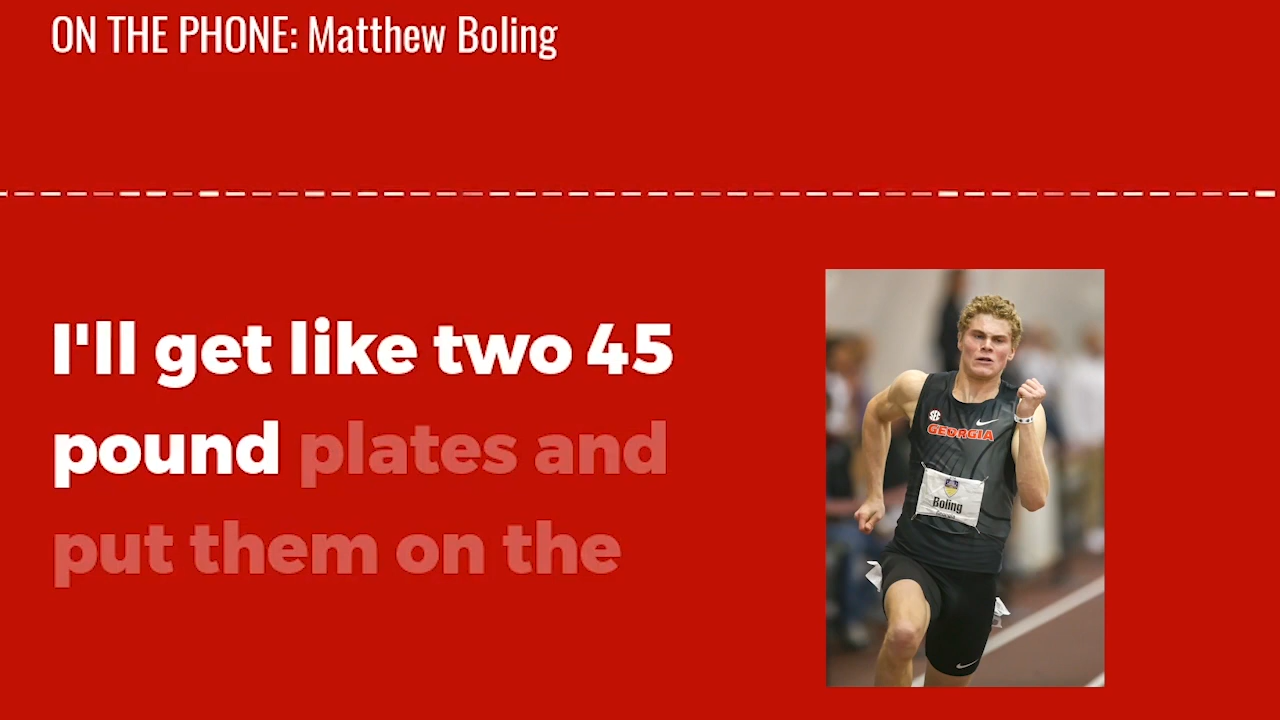 ON THE PHONE: Matthew Boling
I'll get like two 45
pound plates and
put them on the
GEORGIA
Boling